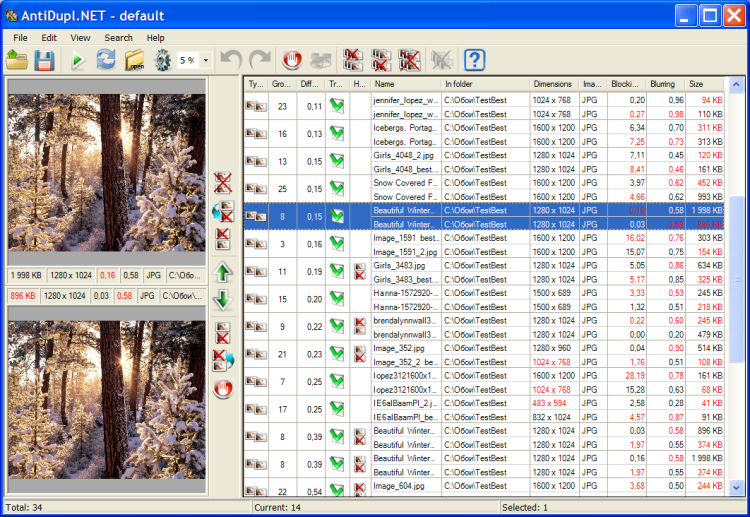 AntiDupl.NET - default
File Edit View Search Help
open 5 % ?
Ty... Gro... Diff... Tr... H... Name In folder Dimensions Ima... Blocki... Blurring Size
23 0,11 jennifer_lopez_w... C:\Обои\TestBest 1024 x 768 JPG 0,20 0,96 94 KB
jennifer_lopez_w... C:\Обои\TestBest 1024 x 768 JPG 0,27 0,98 110 KB
16 0,13 Icebergs, Portag... C:\Обои\TestBest 1600 x 1200 JPG 6,34 0,70 311 KB
Icebergs, Portag... C:\Обои\TestBest 1600 x 1200 JPG 7,25 0,73 313 KB
13 0,15 Girls_4048_2.jpg C:\Обои\TestBest 1280 x 1024 JPG 7,11 0,45 120 KB
Girls_4048_best... C:\Обои\TestBest 1280 x 1024 JPG 8,41 0,46 161 KB
25 0,15 Snow Covered F... C:\Обои\TestBest 1600 x 1200 JPG 3,97 0,62 452 KB
Snow Covered F... C:\Обои\TestBest 1600 x 1200 JPG 4,66 0,62 993 KB
8 0,15 Beautiful Winter... C:\Обои\TestBest 1280 x 1024 JPG 0,16 0,58 1 998 KB
Beautiful Winter... C:\Обои\TestBest 1280 x 1024 JPG 0,03 0,58 896 KB
3 0,16 Image_1591 best... C:\Обои\TestBest 1600 x 1200 JPG 16,02 0,76 303 KB
Image_1591_2.jpg C:\Обои\TestBest 1600 x 1200 JPG 15,07 0,75 154 KB
11 0,19 Girls_3483.jpg C:\Обои\TestBest 1280 x 1024 JPG 5,05 0,86 634 KB
Girls_3483_best... C:\Обои\TestBest 1280 x 1024 JPG 5,17 0,85 325 KB
15 0,20 Hanna-1572920-... C:\Обои\TestBest 1500 x 689 JPG 3,33 0,53 245 KB
Hanna-1572920-... C:\Обои\TestBest 1500 x 689 JPG 1,32 0,51 218 KB
9 0,22 brendalynnwall3... C:\Обои\TestBest 1280 x 1024 JPG 0,22 0,60 245 KB
brendalynnwall3... C:\Обои\TestBest 1280 x 1024 JPG 0,00 0,20 479 KB
21 0,23 Image_352.jpg C:\Обои\TestBest 1280 x 960 JPG 0,04 0,90 514 KB
Image_352_2 be... C:\Обои\TestBest 1024 x 768 JPG 1,76 0,51 108 KB
7 0,25 lopez3121600x1... C:\Обои\TestBest 1600 x 1200 JPG 28,19 0,78 161 KB
lopez3121600x1... C:\Обои\TestBest 1024 x 768 JPG 15,28 0,63 68 KB
17 0,25 IE6aIBaamPI_2.j... C:\Обои\TestBest 483 x 594 JPG 2,58 0,28 41 KB
IE6aIBaamPI_be... C:\Обои\TestBest 832 x 1024 JPG 4,57 0,87 91 KB
8 0,39 Beautiful Winter... C:\Обои\TestBest 1280 x 1024 JPG 0,03 0,58 896 KB
Beautiful Winter... C:\Обои\TestBest 1280 x 1024 JPG 1,97 0,55 374 KB
8 0,39 Beautiful Winter... C:\Обои\TestBest 1280 x 1024 JPG 0,16 0,58 1 998 KB
Beautiful Winter... C:\Обои\TestBest 1280 x 1024 JPG 1,97 0,55 374 KB
22 0,54 Image_604.jpg C:\Обои\TestBest 1600 x 1200 JPG 3,68 0,50 244 KB
1 998 KB 1280 x 1024 0,16 0,58 JPG C:\Обо...
896 KB 1280 x 1024 0,03 0,58 JPG C:\Обои\...
Total: 34 Current: 14 Selected: 1